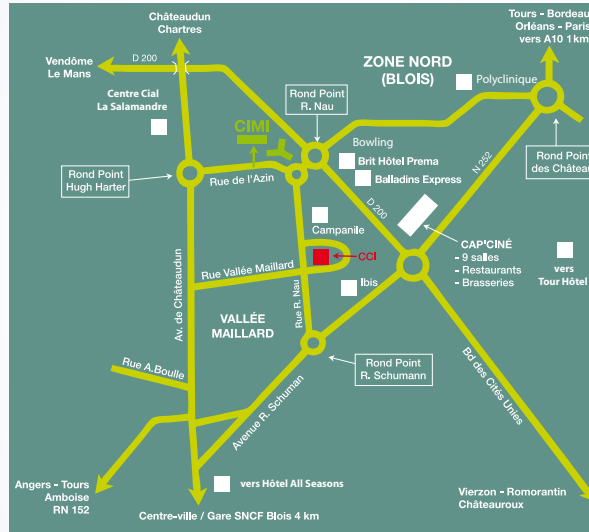 Châteaudun
Chartres
Tours - Bordeau
Orléans - Paris
vers A10 1 km
D 200
Vendôme
Le Mans
ZONE NORD
(BLOIS)
Polyclinique
Centre Cial
La Salamandre
Rond Point
R. Nau
CIMI
Bowling
Brit Hôtel Prema
Balladins Express
N 252
Rond Point
des Château
Rond Point
Hugh Harter
Rue de l'Azin
D 200
Campanile
CAP'CINÉ
- 9 salles
- Restaurants
- Brasseries
vers
Tour Hôtel
CCI
Rue Vallée Maillard
Ibis
Av. de Châteaudun
Rue R. Nau
VALLÉE
MAILLARD
Rond Point
R. Schumann
Rue A.Boulle
Bd des Cités Unies
Avenue R. Schuman
Angers - Tours
Amboise
RN 152
vers Hôtel All Seasons
Vierzon - Romorantin
Châteauroux
Centre-ville / Gare SNCF Blois 4 km